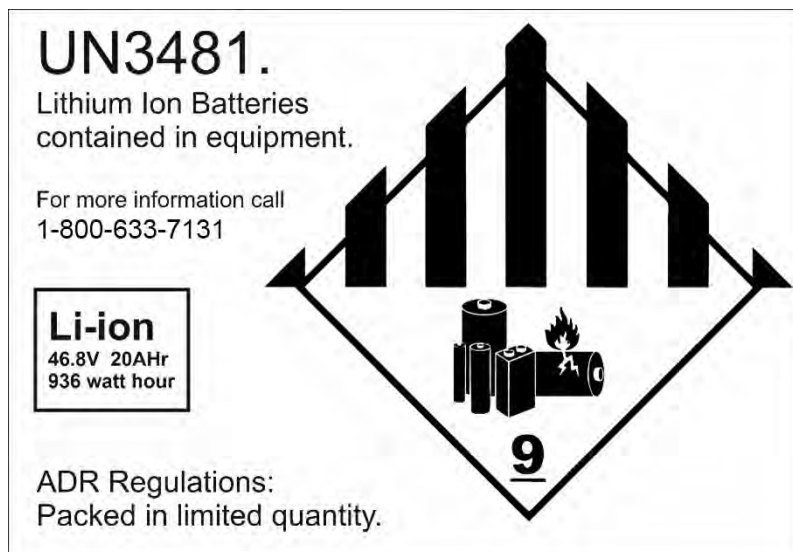 UN3481.
Lithium Ion Batteries
contained in equipment.
For more information call
1-800-633-7131
Li-ion
46.8V 20AHr
936 watt hour
9
ADR Regulations:
Packed in limited quantity.